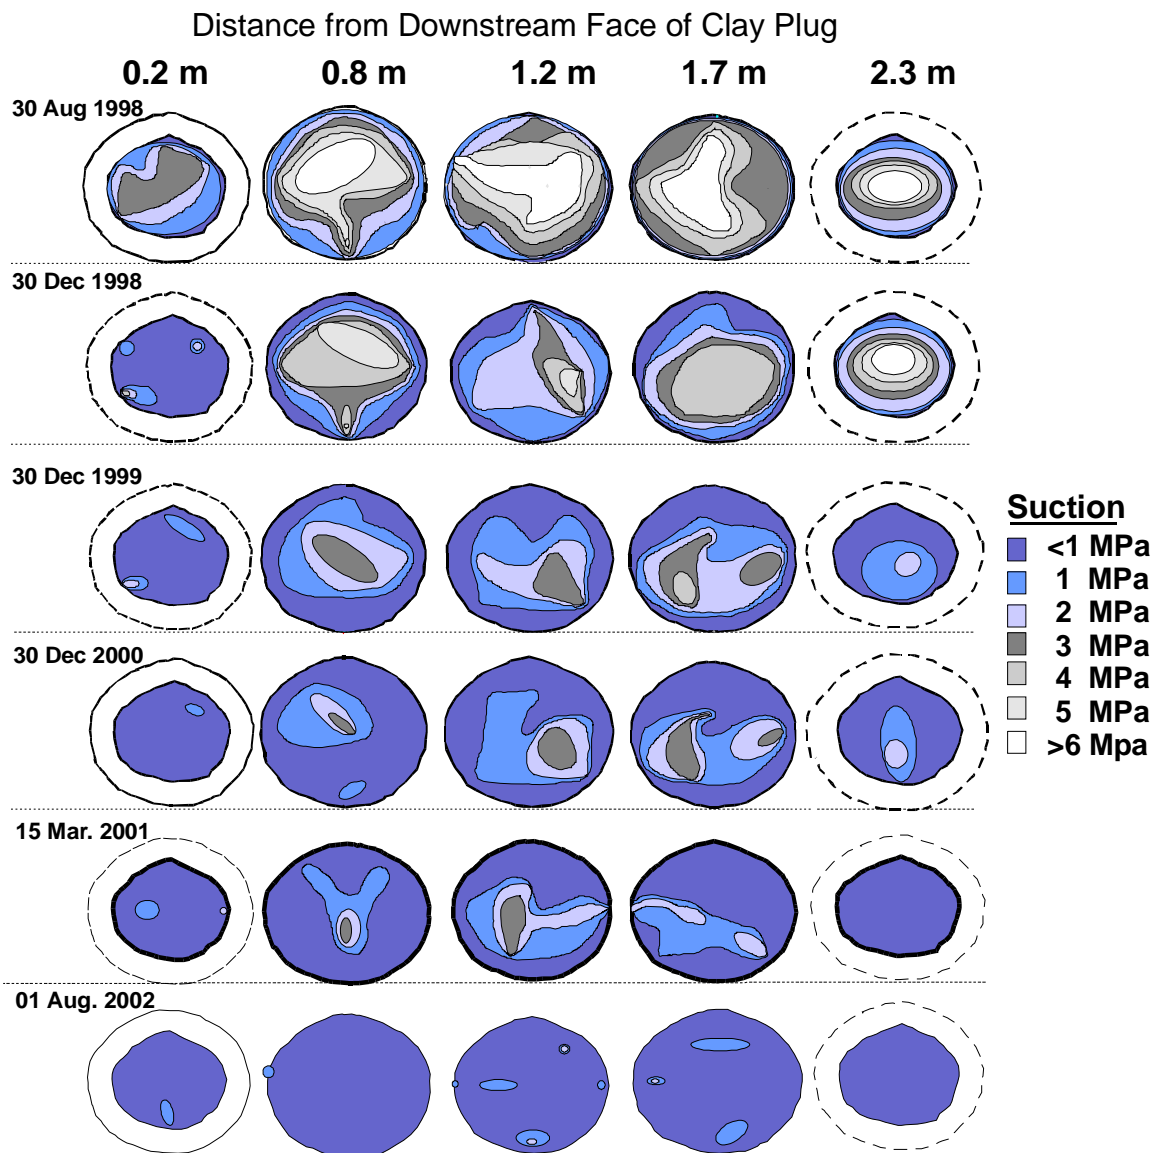 Distance from Downstream Face of Clay Plug
0.2 m 0.8 m 1.2 m 1.7 m 2.3 m
30 Aug 1998
30 Dec 1998
30 Dec 1999
Suction
<1 MPa
1 MPa
2 MPa
3 MPa
4 MPa
5 MPa
>6 Mpa
30 Dec 2000
15 Mar. 2001
01 Aug. 2002